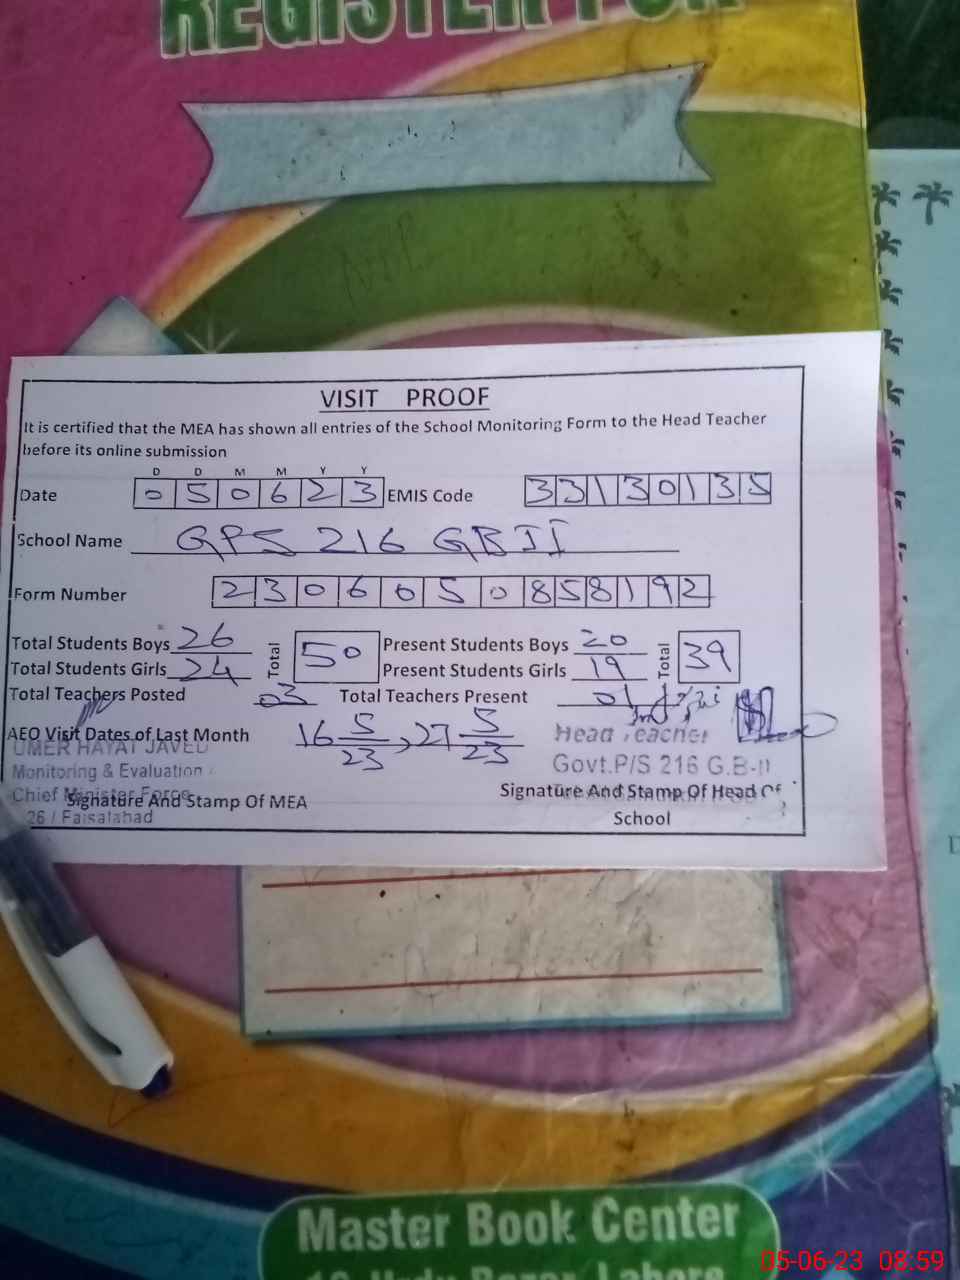 REGISTER FOR
VISIT PROOF
It is certified that the MEA has shown all entries of the School Monitoring Form to the Head Teacher
before its online submission
D D M M Y Y
Date 0 5 0 6 2 3 EMIS Code 3 3 1 3 0 1 3 5
School Name GPS 216 GB II
Form Number 2 3 0 6 0 5 0 8 5 8 1 9 2
Total Students Boys 26 Total 50 Present Students Boys 20 Total 39
Total Students Girls 24 Present Students Girls 19
Total Teachers Posted 03 Total Teachers Present 01
AEO Visit Dates of Last Month 16 5/23, 27 5/23
UMER HAYAT JAVED
Monitoring & Evaluation
Chief Minister Force
26 / Faisalabad
Signature And Stamp Of MEA
Head Teacher
Govt.P/S 216 G.B-II
Signature And Stamp Of Head Of
School
Master Book Center
Urdu Bazar, Lahore
05-06-23 08:59